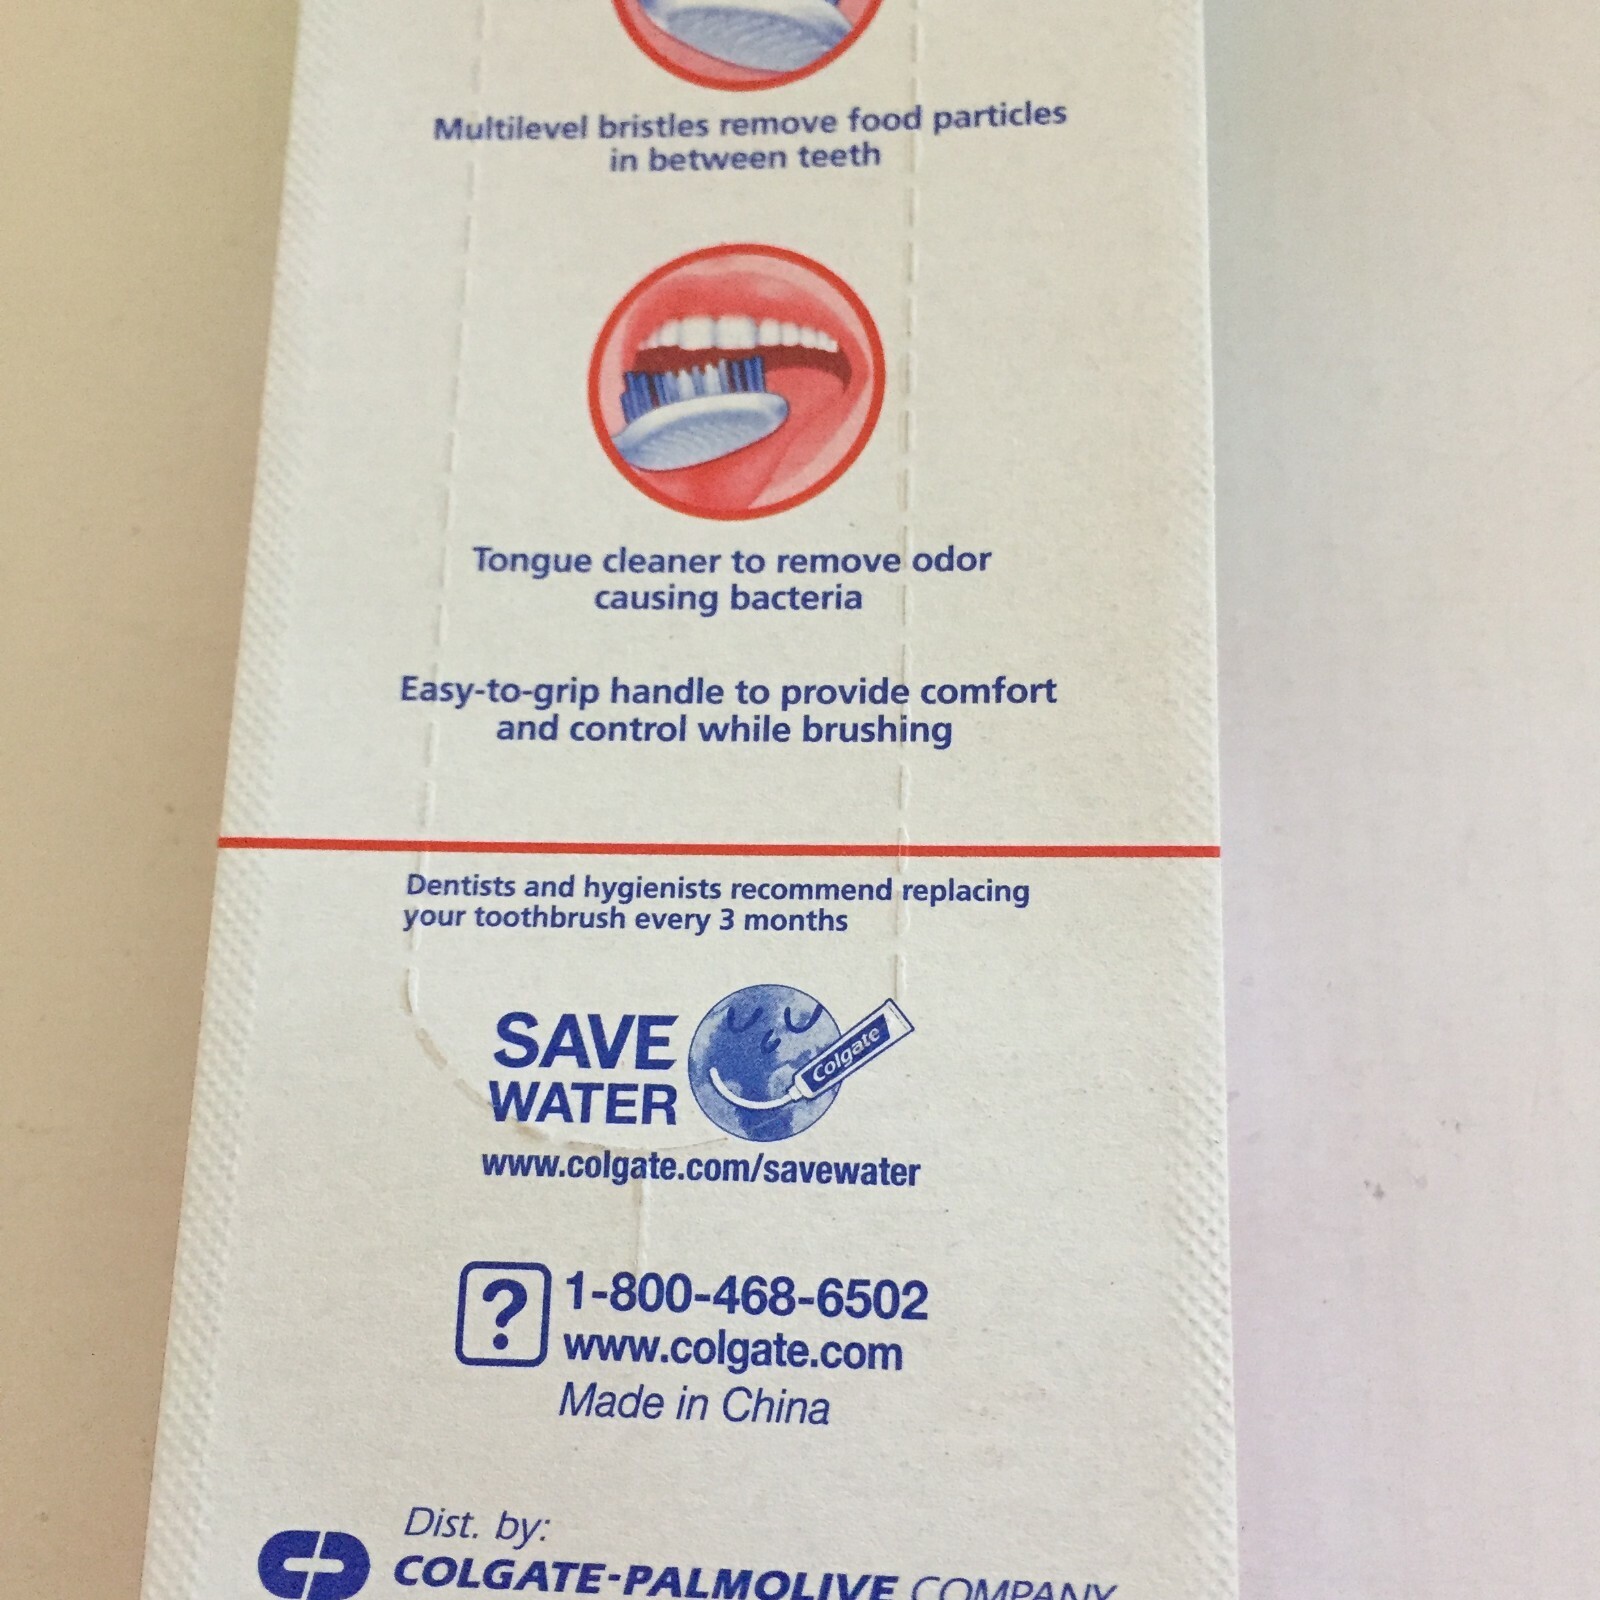 Multilevel bristles remove food particles
in between teeth
Tongue cleaner to remove odor
causing bacteria
Easy-to-grip handle to provide comfort
and control while brushing
Dentists and hygienists recommend replacing
your toothbrush every 3 months
SAVE
WATER
Colgate
www.colgate.com/savewater
? 1-800-468-6502
www.colgate.com
Made in China
Dist. by:
COLGATE-PALMOLIVE COMPANY